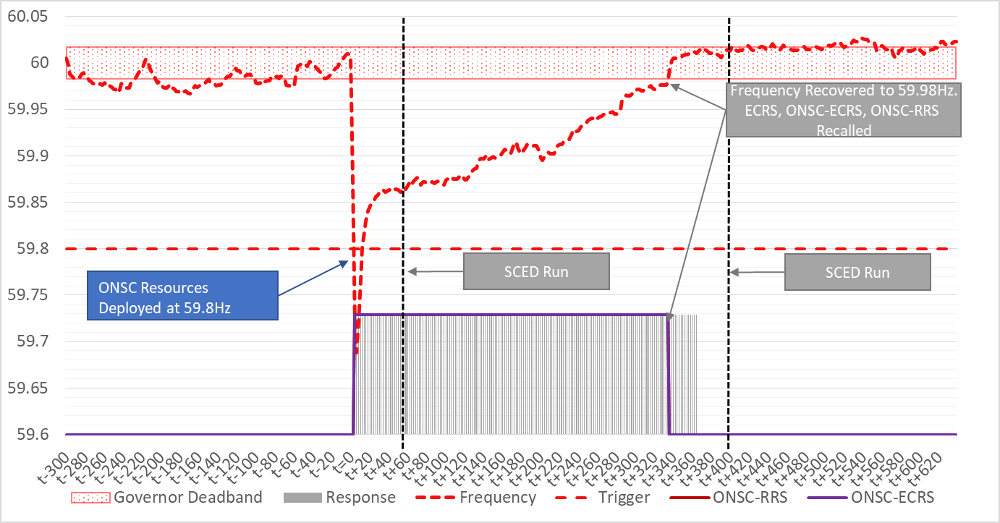 60.05
60
59.95
59.9
59.85
59.8
59.75
59.7
59.65
59.6
Frequency Recovered to 59.98Hz.
ECRS, ONSC-ECRS, ONSC-RRS
Recalled
SCED Run
SCED Run
ONSC Resources
Deployed at 59.8Hz
t-300
t-280
t-260
t-240
t-220
t-200
t-180
t-160
t-140
t-120
t-100
t-80
t-60
t-40
t-20
t=0
t+20
t+40
t+60
t+80
t+100
t+120
t+140
t+160
t+180
t+200
t+220
t+240
t+260
t+280
t+300
t+320
t+340
t+360
t+380
t+400
t+420
t+440
t+460
t+480
t+500
t+520
t+540
t+560
t+580
t+600
t+620
Governor Deadband
Response
Frequency
Trigger
ONSC-RRS
ONSC-ECRS